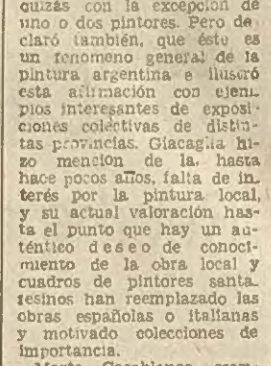 quizás con la excepción de
uno o dos pintores. Pero de
claró también, que éste es
un fenomeno general de la
pintura argentina e ilustró
esta afirmación con ejem.
plos interesantes de exposi-
ciones colectivas de distin-
tas provincias. Giacaglia hi-
zo mención de la, hasta
hace pocos años, falta de in.
terés por la pintura local,
y su actual valoración has-
ta el punto que hay un au-
téntico deseo de conoci-
miento de la obra local y
cuadros de pintores santa.
fesinos han reemplazado las
obras españolas o italianas
y motivado colecciones de
importancia.